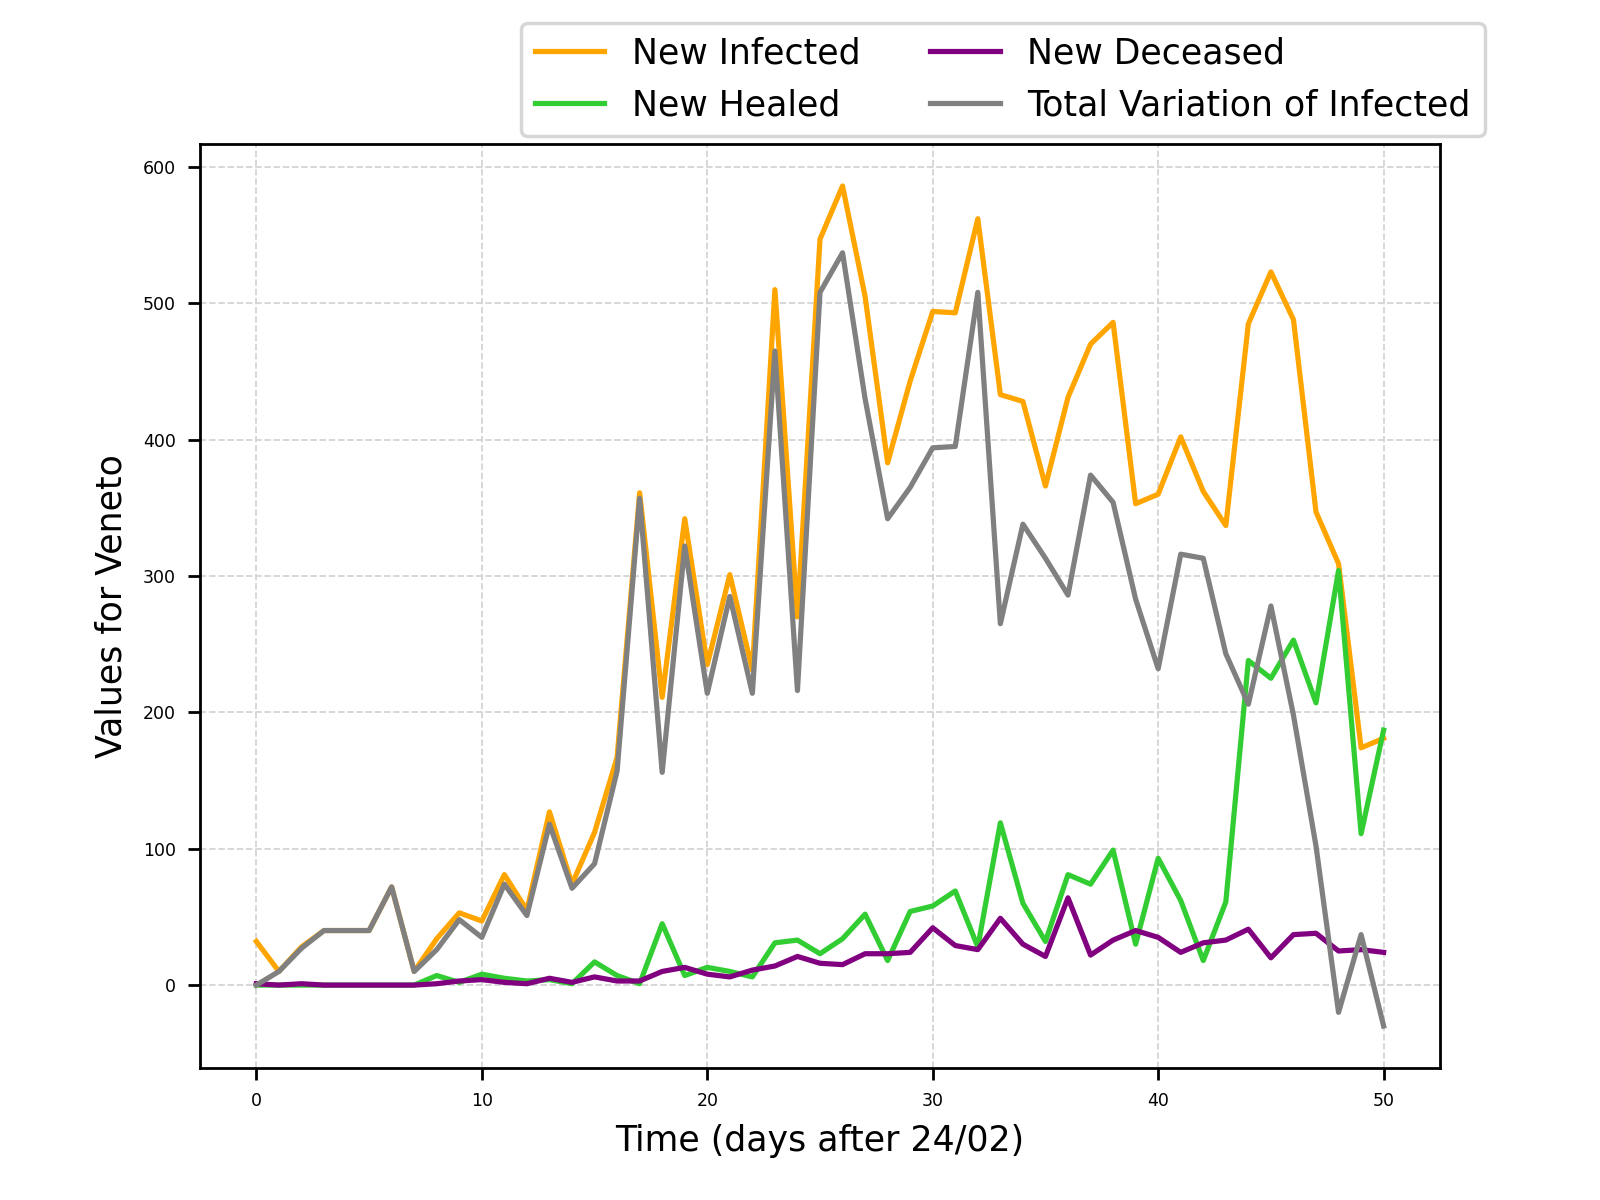 New Infected
New Healed
New Deceased
Total Variation of Infected
Values for Veneto
600
500
400
300
200
100
0
0 10 20 30 40 50
Time (days after 24/02)